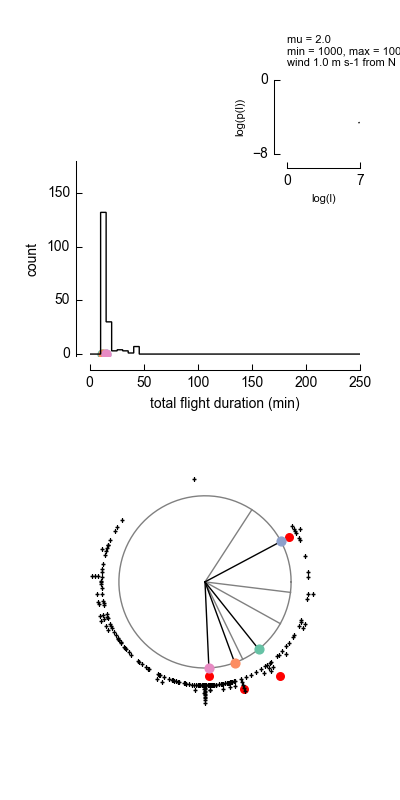 mu = 2.0
min = 1000, max = 100
wind 1.0 m s-1 from N
0
log(p(l))
−8
0 7
log(l)
150
100
count
50
0
0 50 100 150 200 250
total flight duration (min)